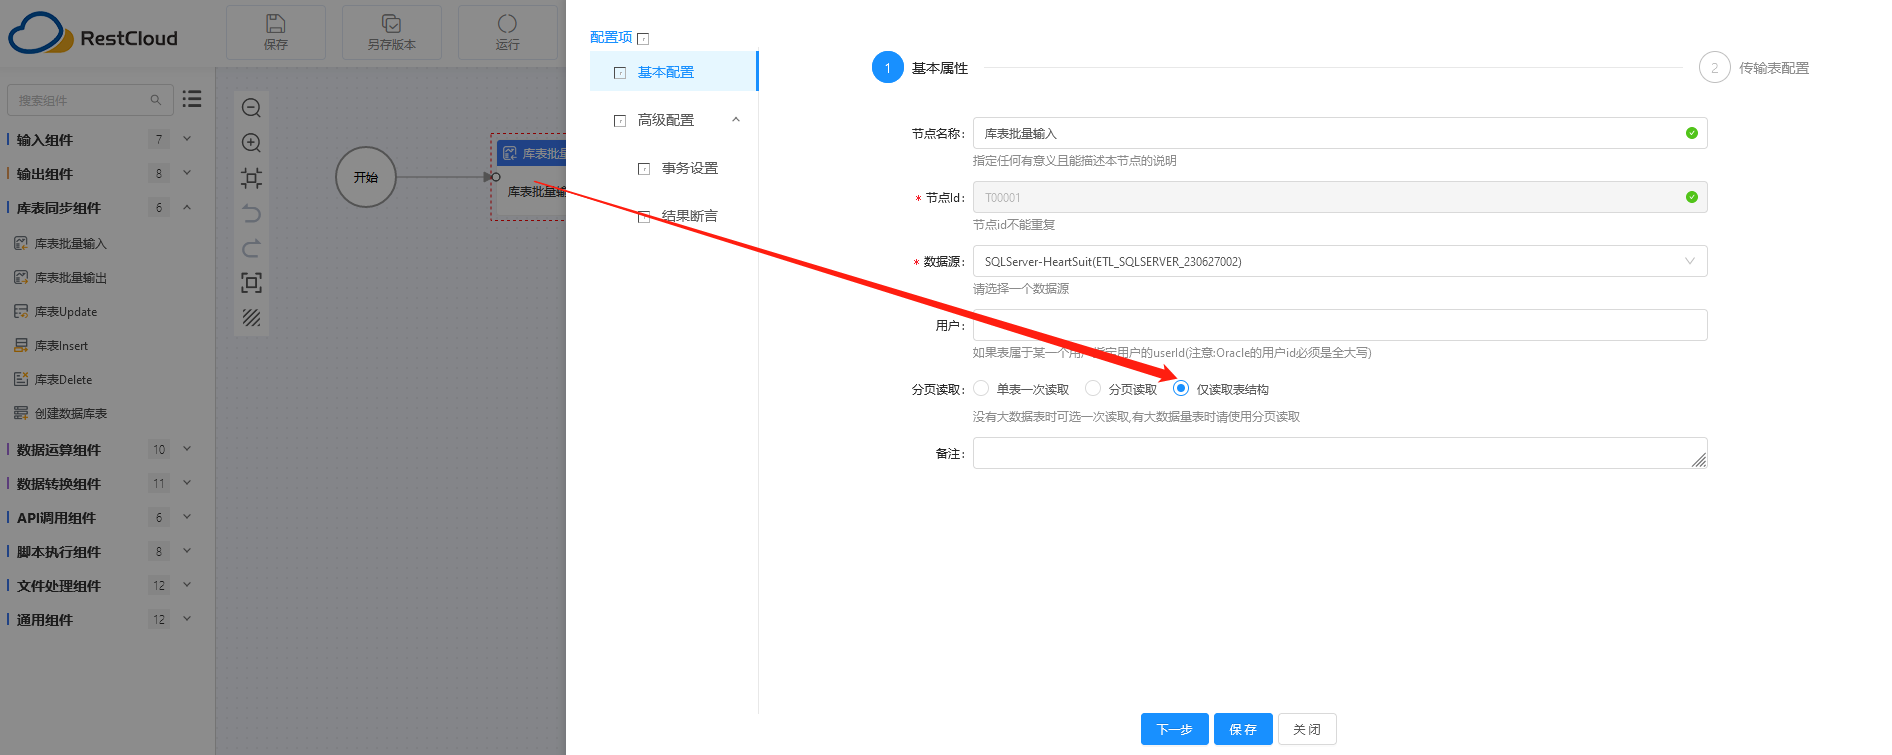 RestCloud
保存
另存版本
运行
搜索组件
输入组件 7
输出组件 8
库表同步组件 6
库表批量输入
库表批量输出
库表Update
库表Insert
库表Delete
创建数据库表
数据运算组件 10
数据转换组件 11
API调用组件 6
脚本执行组件 8
文件处理组件 12
通用组件 12
开始
库表批量
库表批量输
配置项
基本配置
高级配置
事务设置
结果断言
1 基本属性
2 传输表配置
节点名称: 库表批量输入
指定任何有意义且能描述本节点的说明
* 节点Id: T00001
节点id不能重复
* 数据源: SQLServer-HeartSuit(ETL_SQLSERVER_230627002)
请选择一个数据源
用户:
如果表属于某一个用户指定用户的userId(注意:Oracle的用户id必须是全大写)
分页读取: 单表一次读取 分页读取 仅读取表结构
没有大数据表时可选一次读取,有大数据量表时请使用分页读取
备注:
下一步 保存 关闭